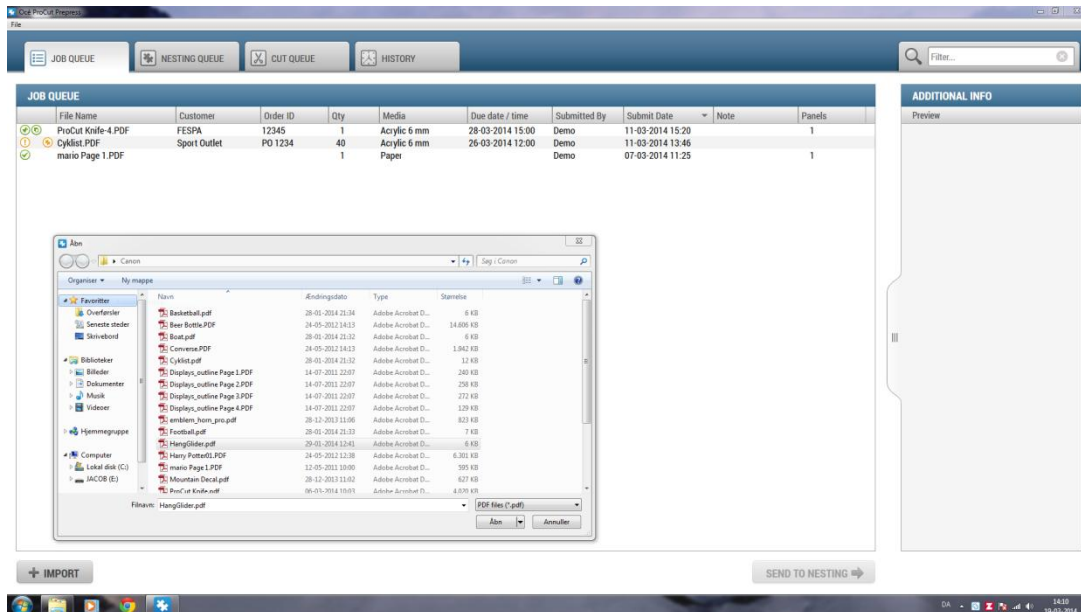 Océ ProCut Prepress
File
JOB QUEUE NESTING QUEUE CUT QUEUE HISTORY Filter...
JOB QUEUE ADDITIONAL INFO
File Name Customer Order ID Qty Media Due date / time Submitted By Submit Date Note Panels Preview
ProCut Knife-4.PDF FESPA 12345 1 Acrylic 6 mm 28-03-2014 15:00 Demo 11-03-2014 15:20 1
Cyklist.PDF Sport Outlet PO 1234 40 Acrylic 6 mm 26-03-2014 12:00 Demo 11-03-2014 13:46
mario Page 1.PDF 1 Paper Demo 07-03-2014 11:25 1
Åbn
Canon Søg i Canon
Organiser Ny mappe
Favoritter
Overførsler
Seneste steder
Skrivebord
Biblioteker
Billeder
Dokumenter
Musik
Videoer
Hjemmegruppe
Computer
Lokal disk (C:)
JACOB (E:)
Navn Ændringsdato Type Størrelse
Basketball.pdf 28-01-2014 21:34 Adobe Acrobat D... 6 KB
Beer Bottle.PDF 24-05-2012 14:13 Adobe Acrobat D... 14.606 KB
Boat.pdf 28-01-2014 21:32 Adobe Acrobat D... 6 KB
Converse.PDF 24-05-2012 14:13 Adobe Acrobat D... 1.942 KB
Cyklist.pdf 28-01-2014 21:32 Adobe Acrobat D... 12 KB
Displays_outline Page 1.PDF 14-07-2011 22:07 Adobe Acrobat D... 240 KB
Displays_outline Page 2.PDF 14-07-2011 22:07 Adobe Acrobat D... 258 KB
Displays_outline Page 3.PDF 14-07-2011 22:07 Adobe Acrobat D... 272 KB
Displays_outline Page 4.PDF 14-07-2011 22:07 Adobe Acrobat D... 129 KB
emblem_horn_pro.pdf 28-12-2013 11:06 Adobe Acrobat D... 823 KB
Football.pdf 28-01-2014 21:33 Adobe Acrobat D... 7 KB
HangGlider.pdf 29-01-2014 12:41 Adobe Acrobat D... 6 KB
Harry Potter01.PDF 24-05-2012 12:38 Adobe Acrobat D... 6.301 KB
mario Page 1.PDF 12-05-2011 10:00 Adobe Acrobat D... 595 KB
Mountain Decal.pdf 28-12-2013 11:02 Adobe Acrobat D... 627 KB
ProCut Knife.pdf 06-03-2014 10:03 Adobe Acrobat D... 4.020 KB
Filnavn: HangGlider.pdf PDF files (*.pdf)
Åbn Annuller
IMPORT SEND TO NESTING
DA 14:10
19-03-2014